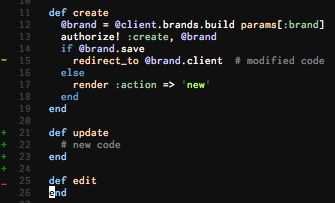 10
11 def create
12 @brand = @client.brands.build params[:brand]
13 authorize! :create, @brand
14 if @brand.save
~ 15 redirect_to @brand.client # modified code
16 else
17 render :action => 'new'
18 end
19 end
20
+ 21 def update
+ 22 # new code
+ 23 end
+ 24
_ 25 def edit
26 end